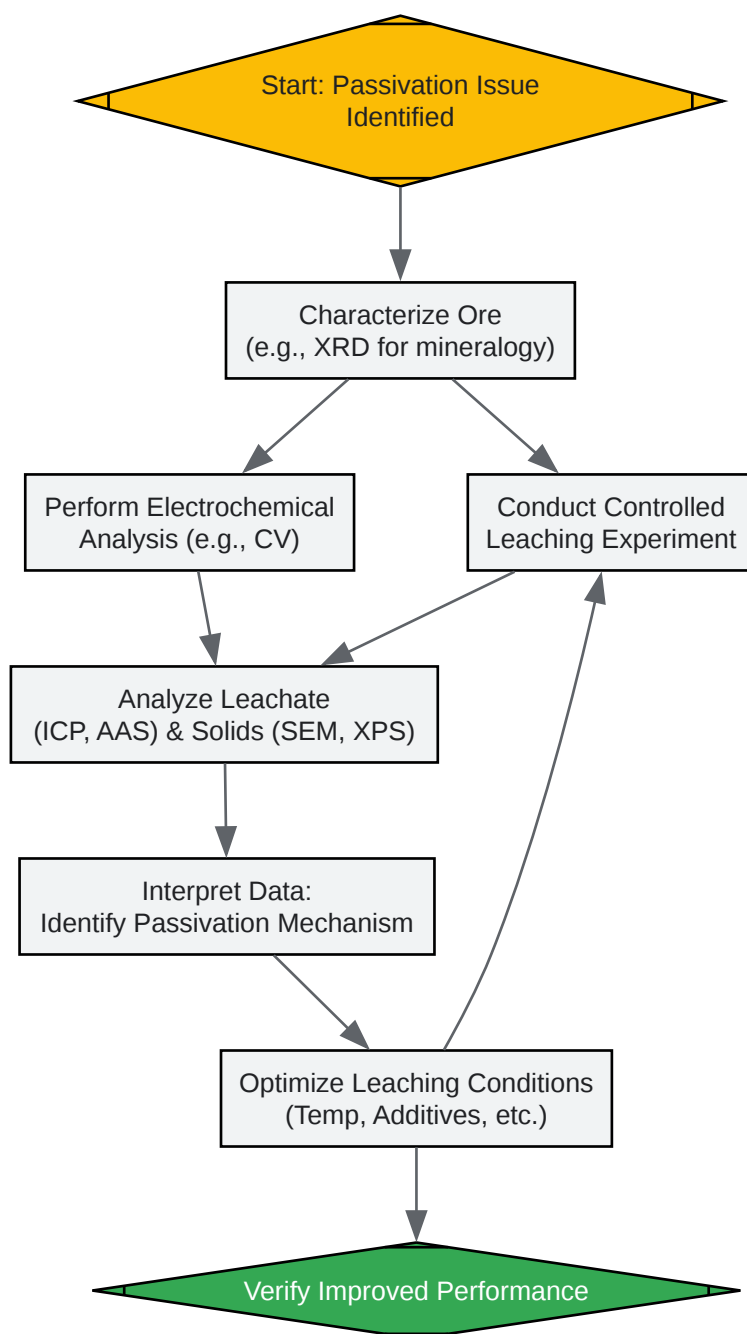 Start: Passivation Issue
Identified
Characterize Ore
(e.g., XRD for mineralogy)
Perform Electrochemical
Analysis (e.g., CV)
Conduct Controlled
Leaching Experiment
Analyze Leachate
(ICP, AAS) & Solids (SEM, XPS)
Interpret Data:
Identify Passivation Mechanism
Optimize Leaching Conditions
(Temp, Additives, etc.)
Verify Improved Performance